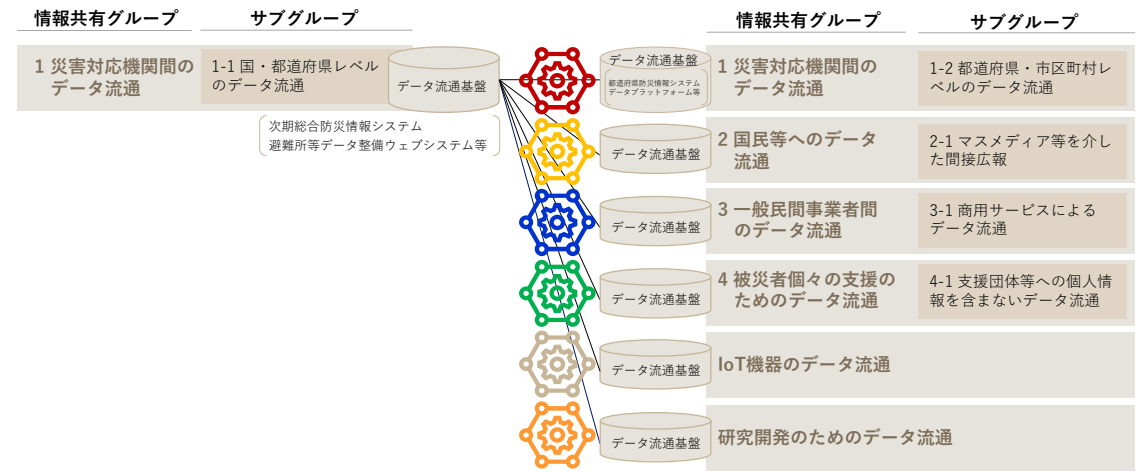 情報共有グループ
サブグループ
1 災害対応機関間の
データ流通
1-1 国・都道府県レベル
のデータ流通
データ流通基盤
次期総合防災情報システム
避難所等データ整備ウェブシステム等
情報共有グループ
サブグループ
データ流通基盤
都道府県防災情報システム
データプラットフォーム等
1 災害対応機関間の
データ流通
1-2 都道府県・市区町村レ
ベルのデータ流通
データ流通基盤
2 国民等へのデータ
流通
2-1 マスメディア等を介し
た間接広報
データ流通基盤
3 一般民間事業者間
のデータ流通
3-1 商用サービスによる
データ流通
データ流通基盤
4 被災者個々の支援の
ためのデータ流通
4-1 支援団体等への個人情
報を含まないデータ流通
データ流通基盤
IoT機器のデータ流通
データ流通基盤
研究開発のためのデータ流通